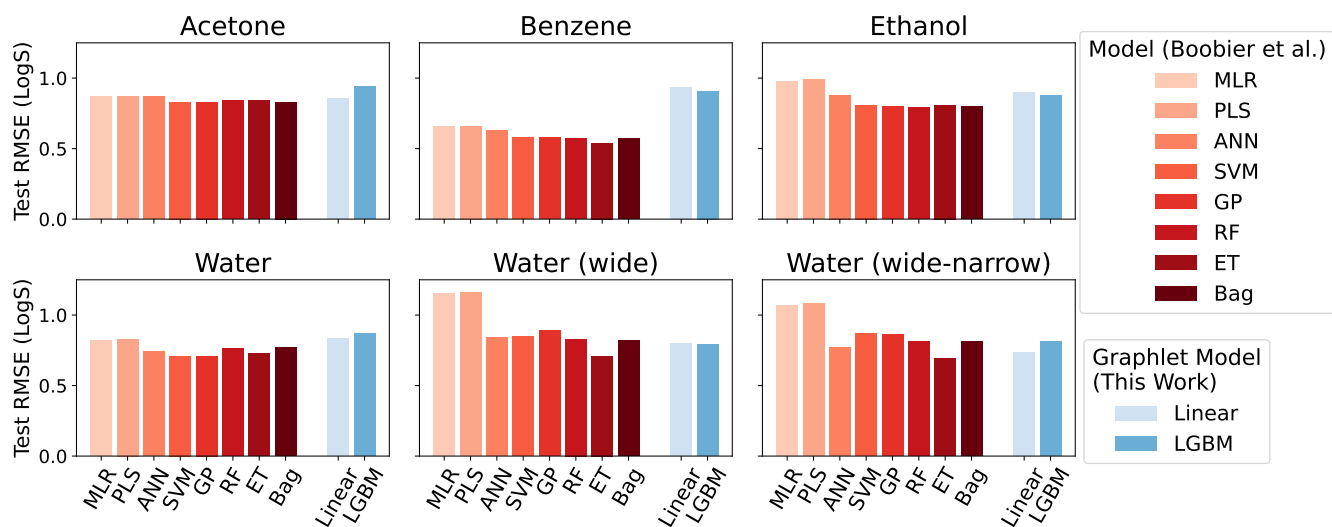 Acetone
Benzene
Ethanol
Test RMSE (LogS)
1.0
0.5
0.0
Water
Water (wide)
Water (wide-narrow)
Test RMSE (LogS)
1.0
0.5
0.0
MLR PLS ANN SVM GP RF ET Bag Linear LGBM
MLR PLS ANN SVM GP RF ET Bag Linear LGBM
MLR PLS ANN SVM GP RF ET Bag Linear LGBM
Model (Boobier et al.)
MLR
PLS
ANN
SVM
GP
RF
ET
Bag
Graphlet Model
(This Work)
Linear
LGBM